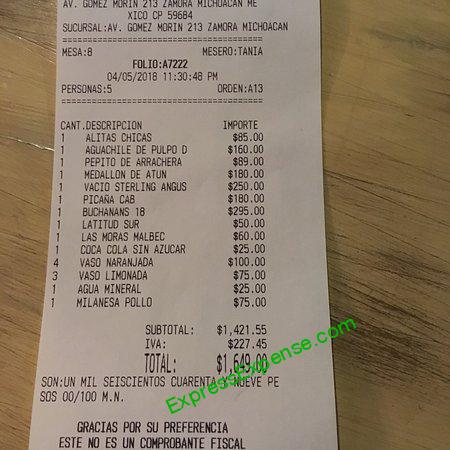 AV. GOMEZ MORIN 213 ZAMORA MICHOACAN ME
XICO CP 59684
SUCURSAL:AV. GOMEZ MORIN 213 ZAMORA MICHOACAN
MESA:8 MESERO:TANIA
FOLIO:A7222
04/05/2018 11:30:48 PM
PERSONAS:5 ORDEN:A13
CANT.DESCRIPCION IMPORTE
1 ALITAS CHICAS $85.00
1 AGUACHILE DE PULPO D $160.00
1 PEPITO DE ARRACHERA $89.00
1 MEDALLON DE ATUN $180.00
1 VACIO STERLING ANGUS $250.00
1 PICAÑA CAB $180.00
1 BUCHANANS 18 $295.00
1 LATITUD SUR $50.00
1 LAS MORAS MALBEC $60.00
1 COCA COLA SIN AZUCAR $25.00
4 VASO NARANJADA $100.00
3 VASO LIMONADA $75.00
1 AGUA MINERAL $25.00
1 MILANESA POLLO $75.00
SUBTOTAL: $1,421.55
IVA: $227.45
TOTAL: $1,649.00
SON:UN MIL SEISCIENTOS CUARENTA Y NUEVE PE
SOS 00/100 M.N.
GRACIAS POR SU PREFERENCIA
ESTE NO ES UN COMPROBANTE FISCAL
ExpressExpense.com